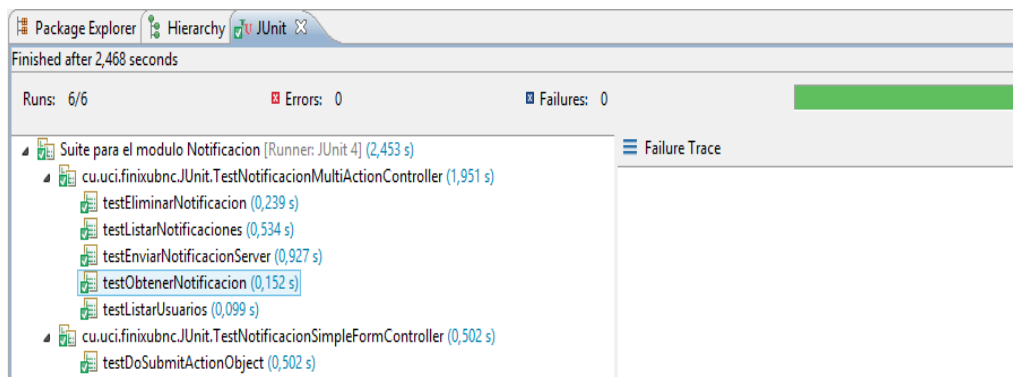 Package Explorer Hierarchy JUnit
Finished after 2,468 seconds
Runs: 6/6 Errors: 0 Failures: 0
Suite para el modulo Notificacion [Runner: JUnit 4] (2,453 s)
Failure Trace
cu.uci.finixubnc.JUnit.TestNotificacionMultiActionController (1,951 s)
testEliminarNotificacion (0,239 s)
testListarNotificaciones (0,534 s)
testEnviarNotificacionServer (0,927 s)
testObtenerNotificacion (0,152 s)
testListarUsuarios (0,099 s)
cu.uci.finixubnc.JUnit.TestNotificacionSimpleFormController (0,502 s)
testDoSubmitActionObject (0,502 s)